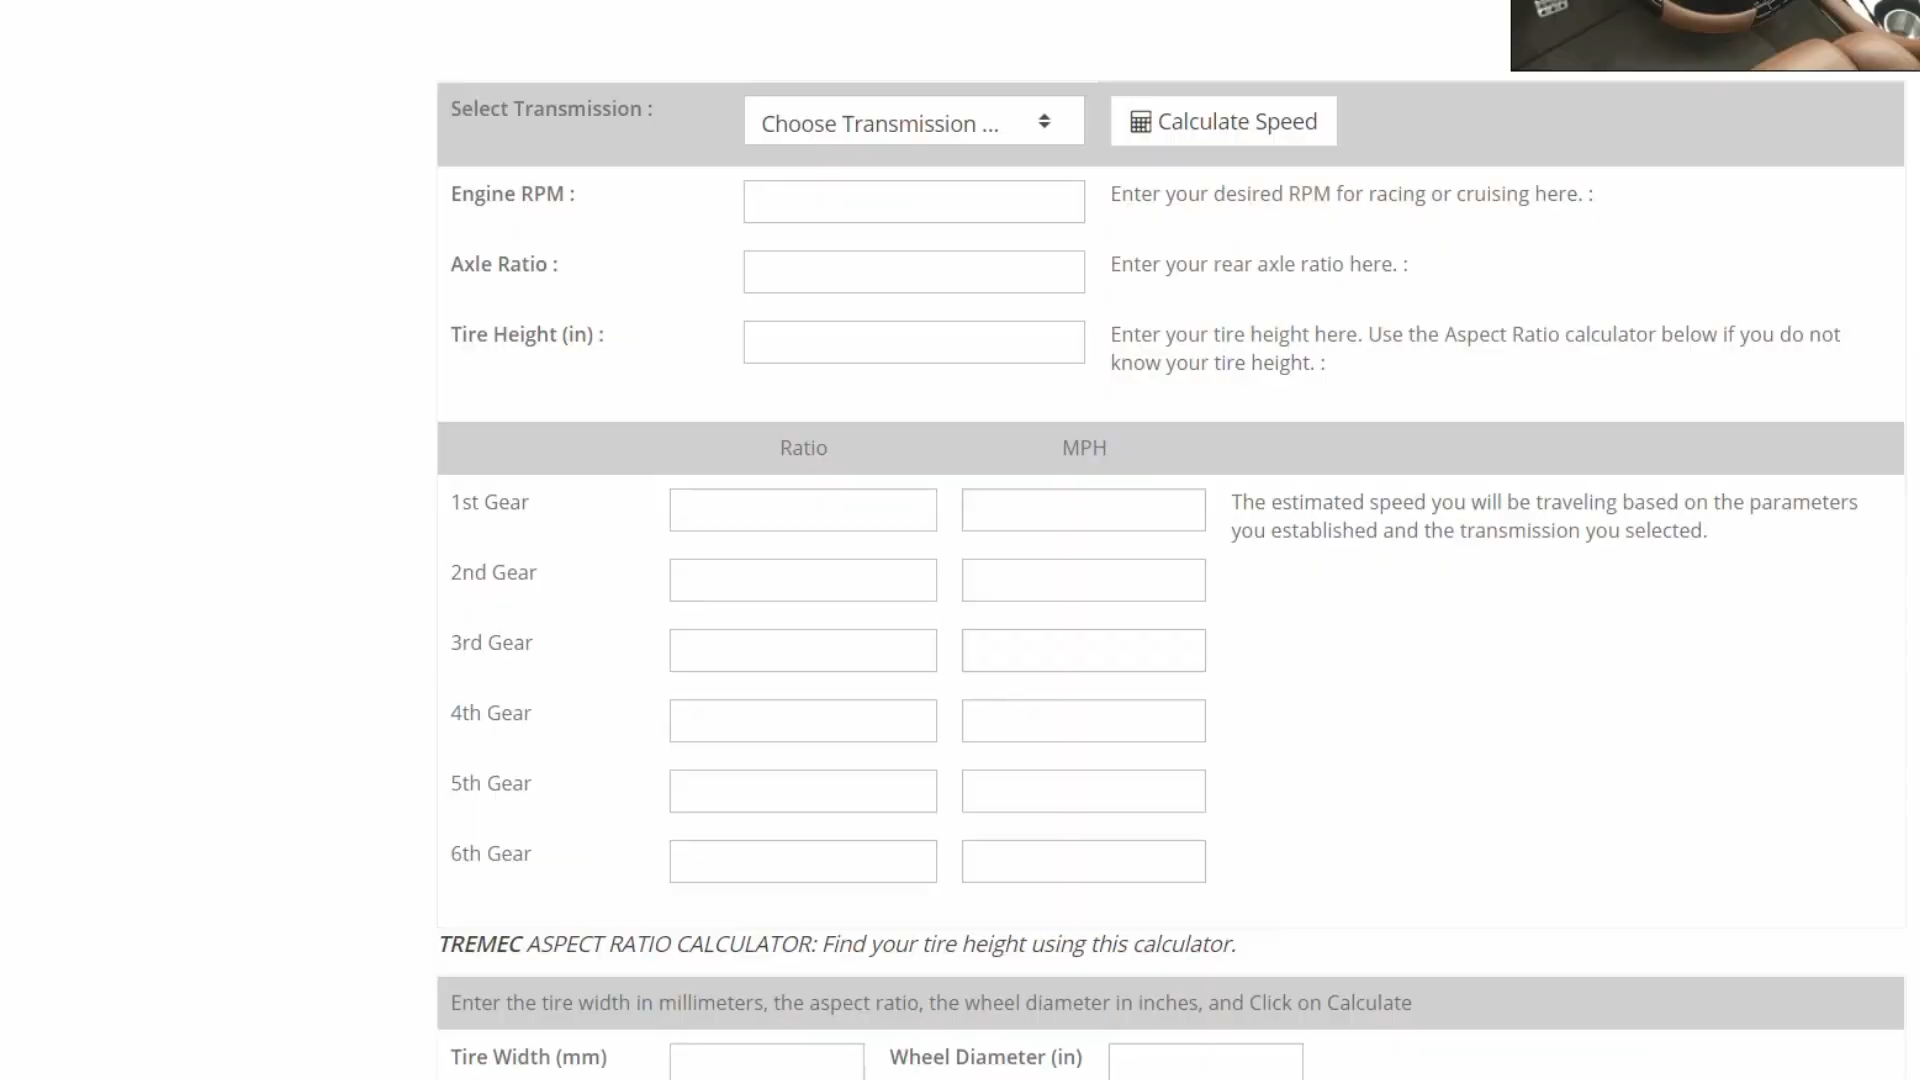 Select Transmission :
Choose Transmission ...
Calculate Speed
Engine RPM :
Enter your desired RPM for racing or cruising here. :
Axle Ratio :
Enter your rear axle ratio here. :
Tire Height (in) :
Enter your tire height here. Use the Aspect Ratio calculator below if you do not
know your tire height. :
Ratio
MPH
1st Gear
The estimated speed you will be traveling based on the parameters
you established and the transmission you selected.
2nd Gear
3rd Gear
4th Gear
5th Gear
6th Gear
TREMEC ASPECT RATIO CALCULATOR: Find your tire height using this calculator.
Enter the tire width in millimeters, the aspect ratio, the wheel diameter in inches, and Click on Calculate
Tire Width (mm)
Wheel Diameter (in)